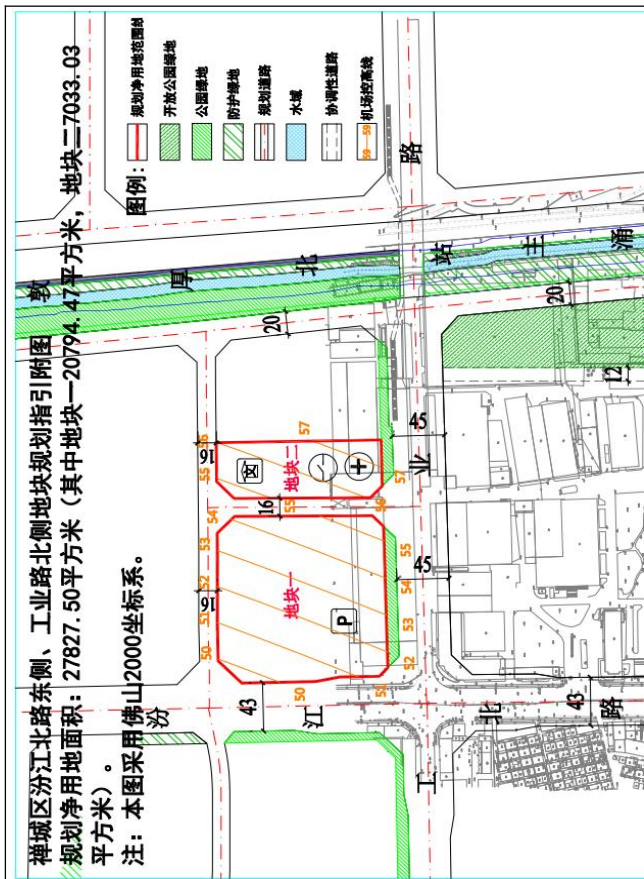 禅城区汾江北路东侧、工业路北侧地块规划指引附图
规划净用地面积：27827.50平方米（其中地块一20794.47平方米，地块二7033.03
平方米）。
注：本图采用佛山2000坐标系。
图例：
规划净用地范围线
开放公园绿地
公园绿地
防护绿地
规划道路
水域
协调性道路
59 59 机场控高线
敦厚北站主涌
汾江北路
工业路
地块一
地块二
P
16
16
16
20
20
12
43
43
45
45
50
51
52
53
54
55
56
57
50
51
52
53
54
55
55
56
57